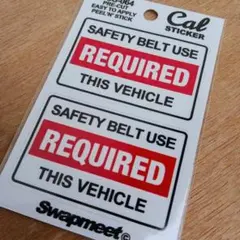 PRE-CUT
EASY TO APPLY
PEEL'N' STICK
Cal
STICKER
SAFETY BELT USE
REQUIRED
THIS VEHICLE
SAFETY BELT USE
REQUIRED
THIS VEHICLE
Swapmeet©